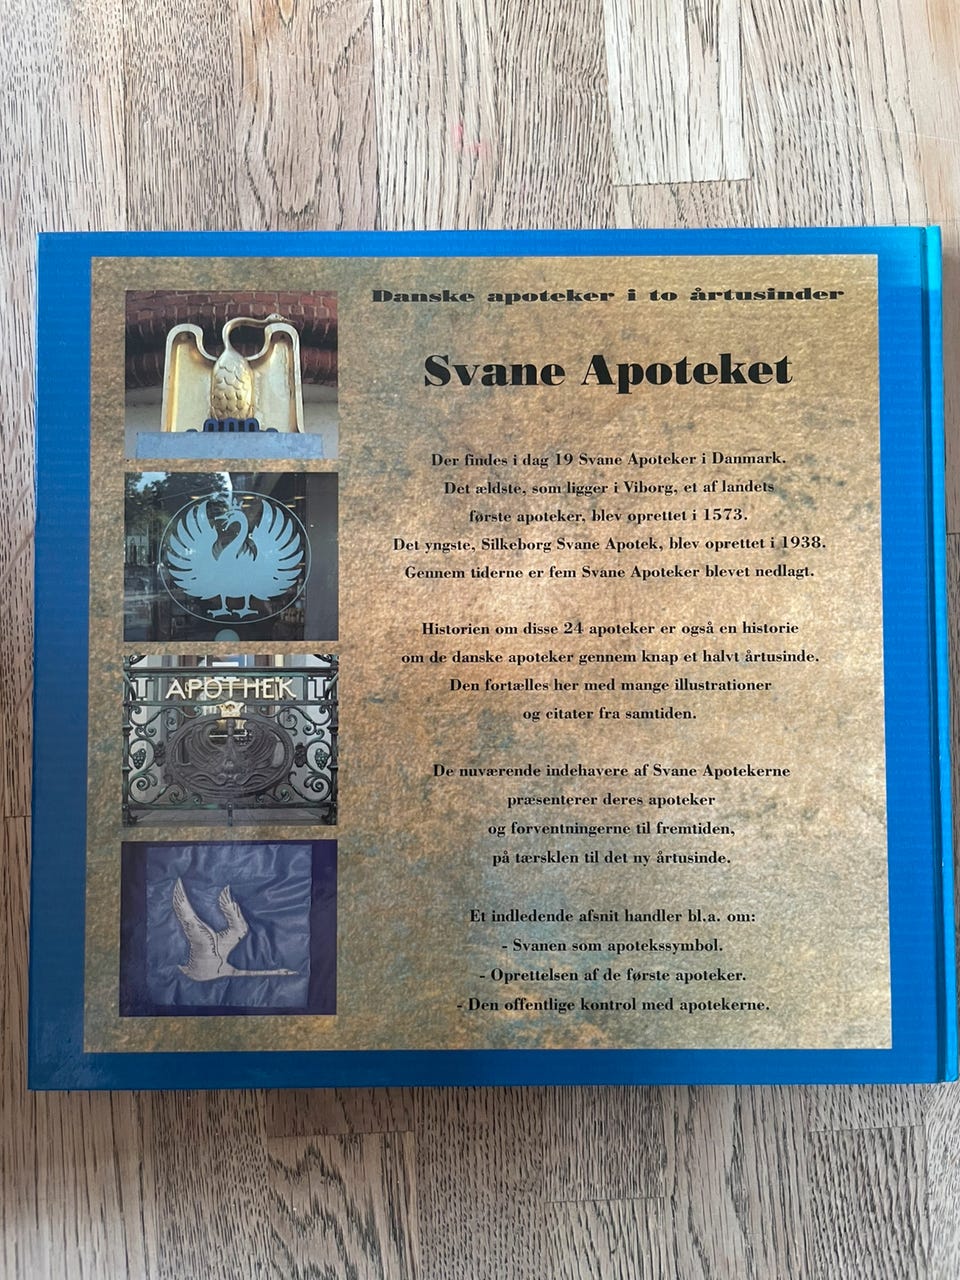 Danske apoteker i to årtusinder
Svane Apoteket
Der findes i dag 19 Svane Apoteker i Danmark.
Det ældste, som ligger i Viborg, et af landets
første apoteker, blev oprettet i 1573.
Det yngste, Silkeborg Svane Apotek, blev oprettet i 1938.
Gennem tiderne er fem Svane Apoteker blevet nedlagt.
Historien om disse 24 apoteker er også en historie
om de danske apoteker gennem knap et halvt årtusinde.
Den fortælles her med mange illustrationer
og citater fra samtiden.
De nuværende indehavere af Svane Apotekerne
præsenterer deres apoteker
og forventningerne til fremtiden,
på tærsklen til det ny årtusinde.
Et indledende afsnit handler bl.a. om:
- Svanen som apotekssymbol.
- Oprettelsen af de første apoteker.
- Den offentlige kontrol med apotekerne.
APOTHEK